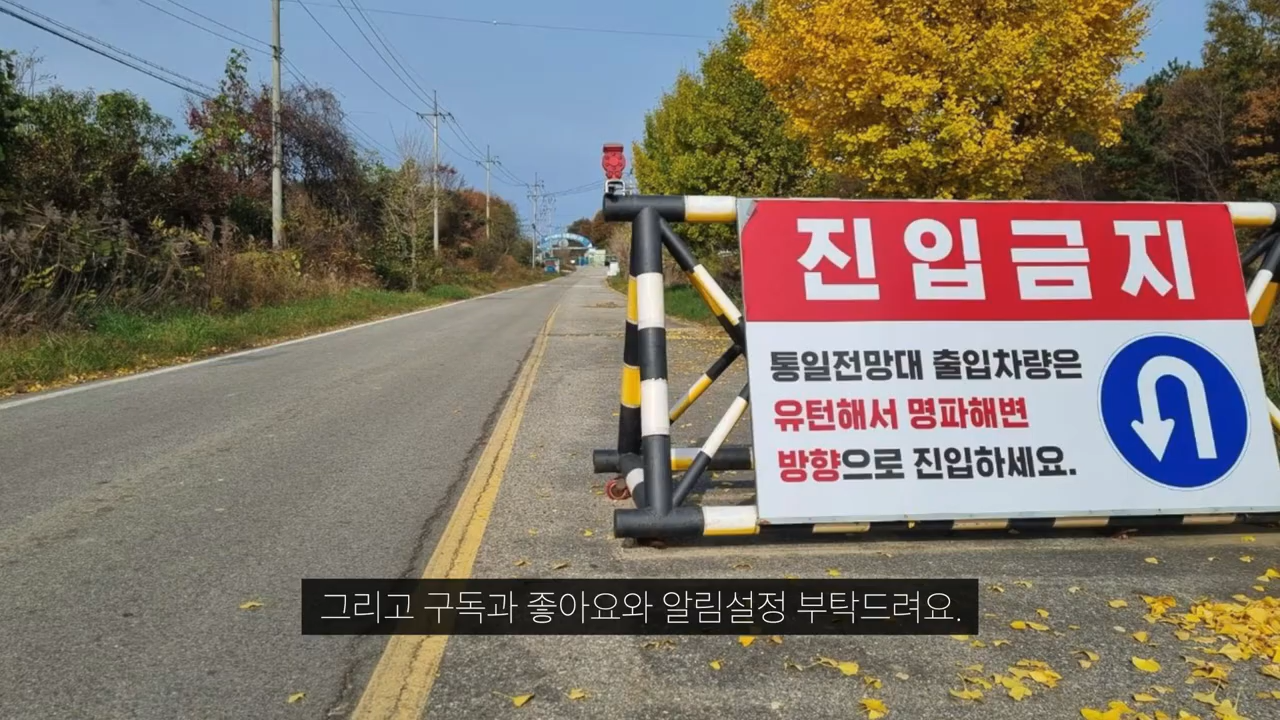 진입금지
통일전망대 출입차량은
유턴해서 명파해변
방향으로 진입하세요.
그리고 구독과 좋아요와 알림설정 부탁드려요.